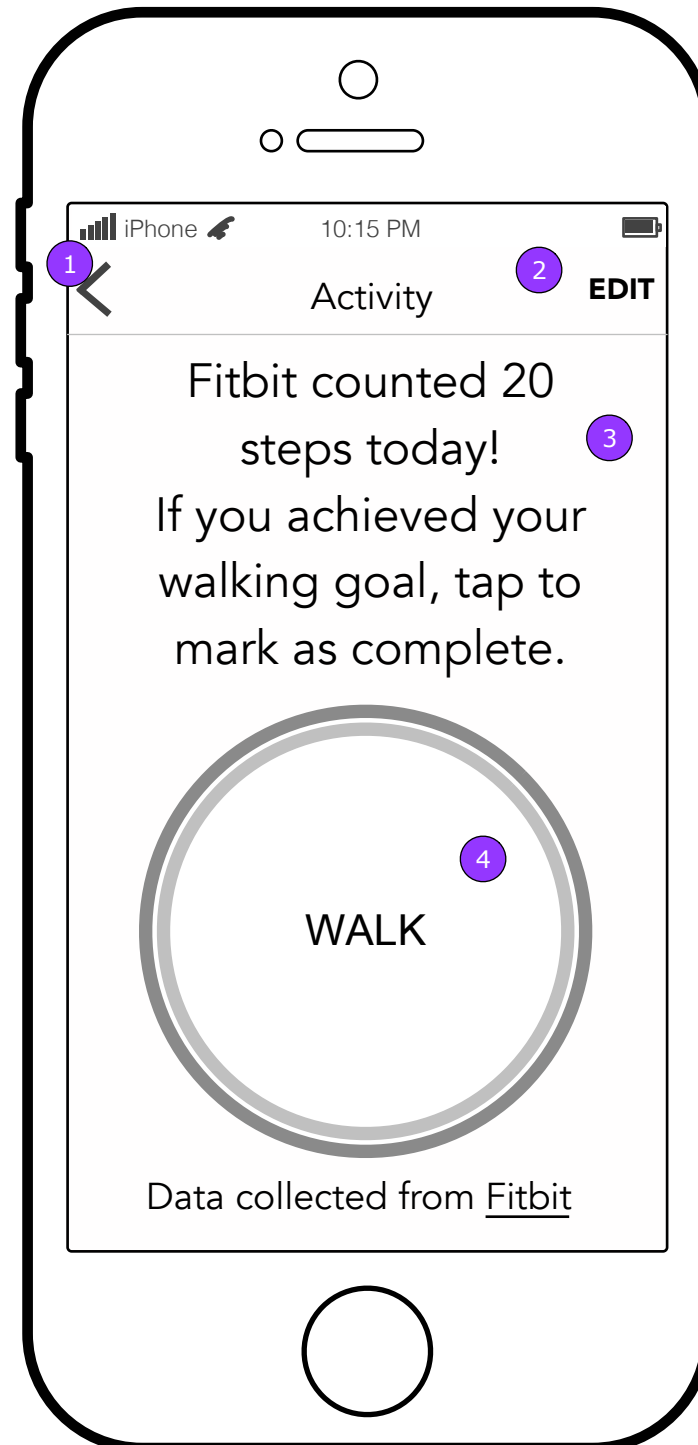 iPhone 10:15 PM
1
Activity
2
EDIT
Fitbit counted 20
steps today!
3
If you achieved your
walking goal, tap to
mark as complete.
4
WALK
Data collected from Fitbit